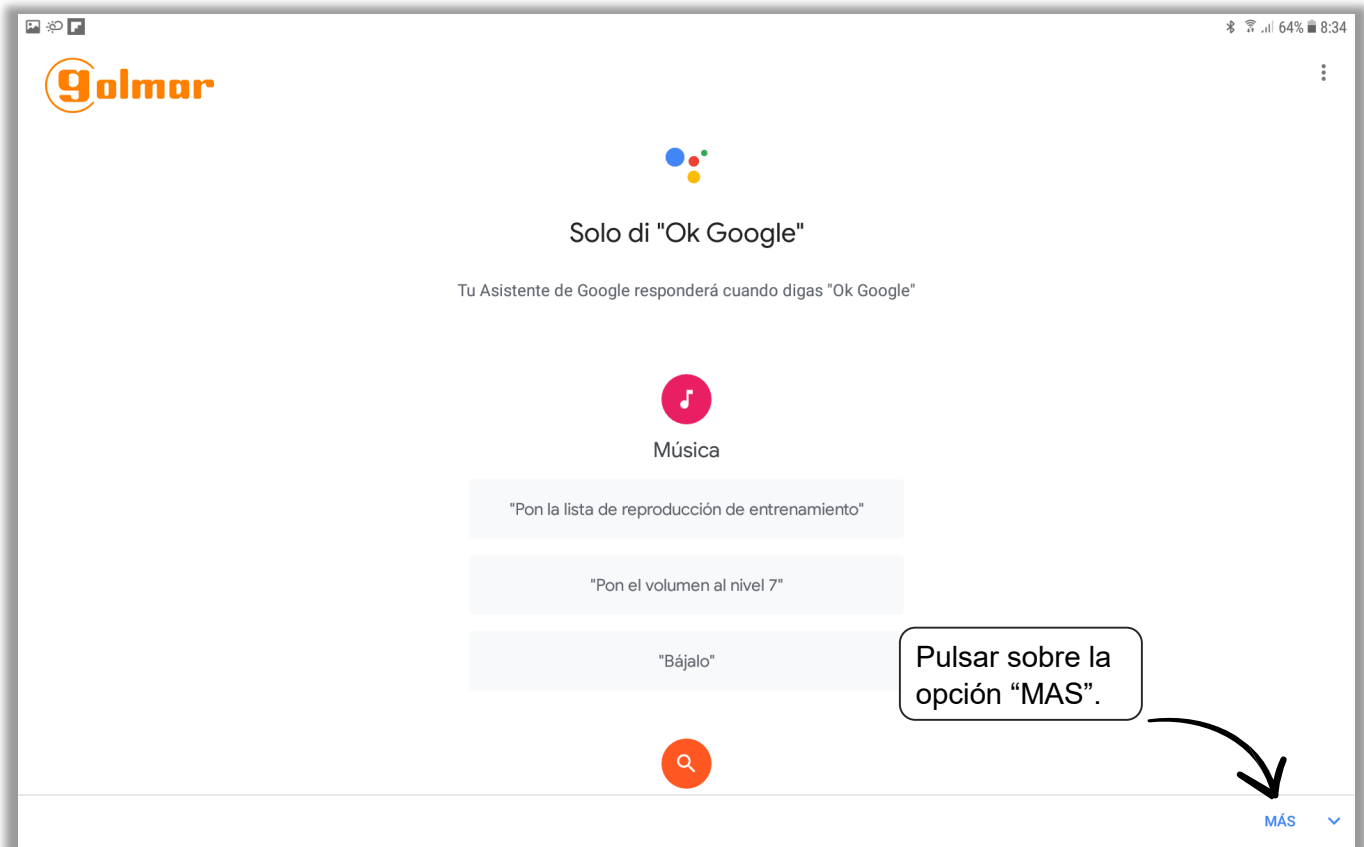 64% 8:34
golmar
Solo di "Ok Google"
Tu Asistente de Google responderá cuando digas "Ok Google"
Música
"Pon la lista de reproducción de entrenamiento"
"Pon el volumen al nivel 7"
"Bájalo"
Pulsar sobre la
opción “MAS”.
MÁS